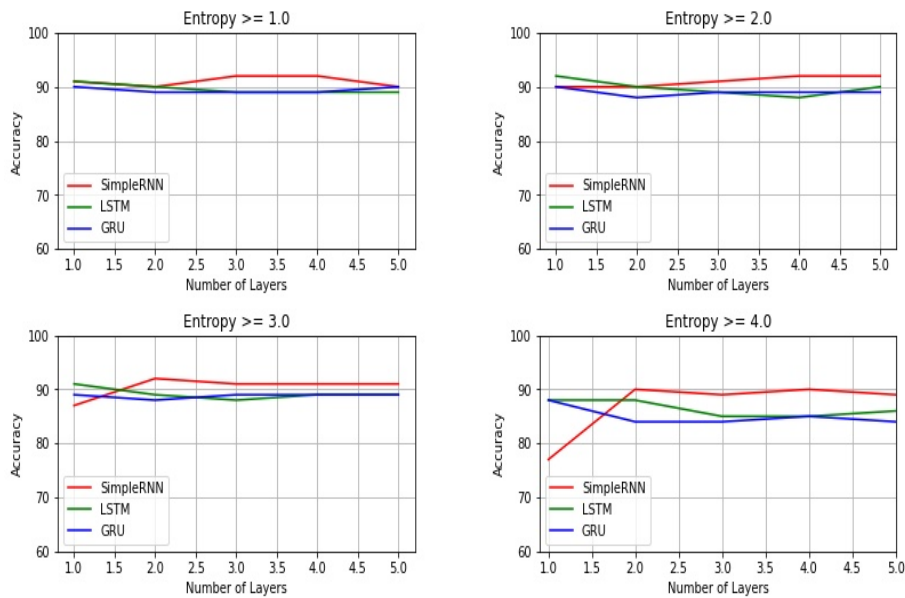 Entropy >= 1.0
100
90
80
70
60
Accuracy
SimpleRNN
LSTM
GRU
1.0 1.5 2.0 2.5 3.0 3.5 4.0 4.5 5.0
Number of Layers
Entropy >= 2.0
100
90
80
70
60
Accuracy
SimpleRNN
LSTM
GRU
1.0 1.5 2.0 2.5 3.0 3.5 4.0 4.5 5.0
Number of Layers
Entropy >= 3.0
100
90
80
70
60
Accuracy
SimpleRNN
LSTM
GRU
1.0 1.5 2.0 2.5 3.0 3.5 4.0 4.5 5.0
Number of Layers
Entropy >= 4.0
100
90
80
70
60
Accuracy
SimpleRNN
LSTM
GRU
1.0 1.5 2.0 2.5 3.0 3.5 4.0 4.5 5.0
Number of Layers